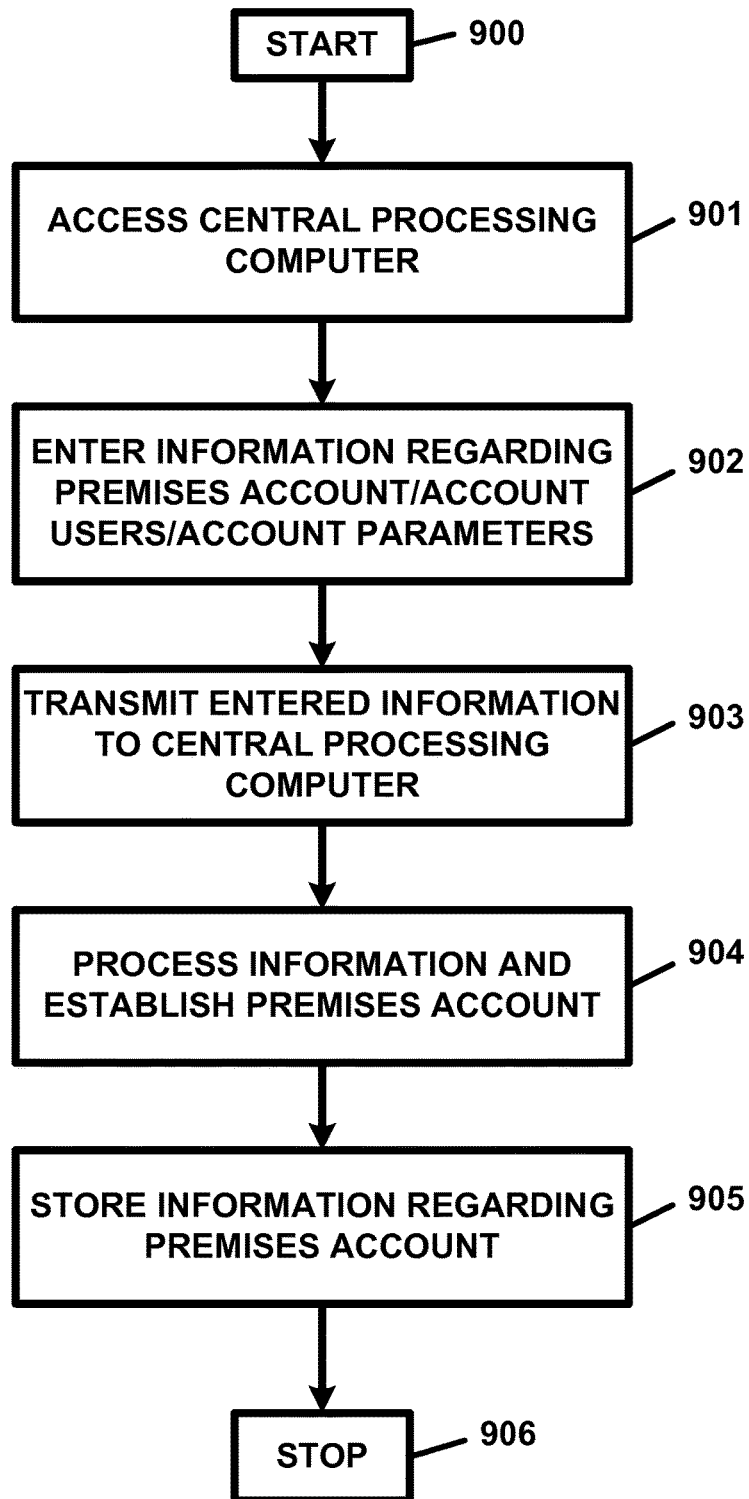 START
900
ACCESS CENTRAL PROCESSING
COMPUTER
901
ENTER INFORMATION REGARDING
PREMISES ACCOUNT/ACCOUNT
USERS/ACCOUNT PARAMETERS
902
TRANSMIT ENTERED INFORMATION
TO CENTRAL PROCESSING
COMPUTER
903
PROCESS INFORMATION AND
ESTABLISH PREMISES ACCOUNT
904
STORE INFORMATION REGARDING
PREMISES ACCOUNT
905
STOP
906